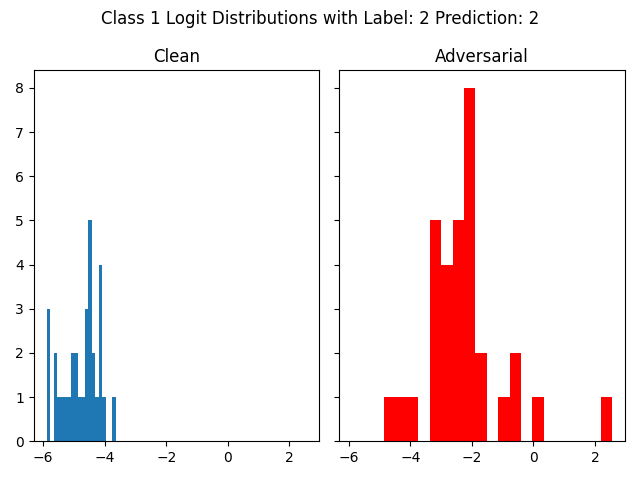 Class 1 Logit Distributions with Label: 2 Prediction: 2
Clean
Adversarial
8
7
6
5
4
3
2
1
0
−6 −4 −2 0 2
−6 −4 −2 0 2